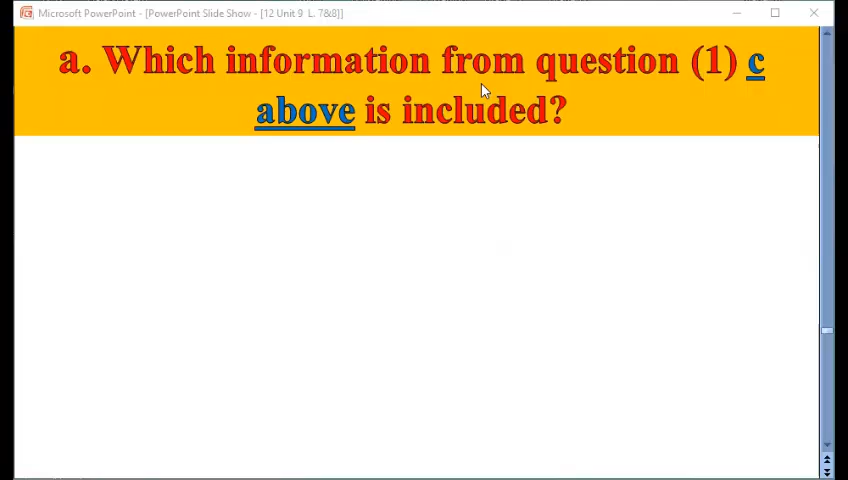 Microsoft PowerPoint - [PowerPoint Slide Show - [12 Unit 9  L. 7&8]]
a. Which information from question (1) c
above is included?